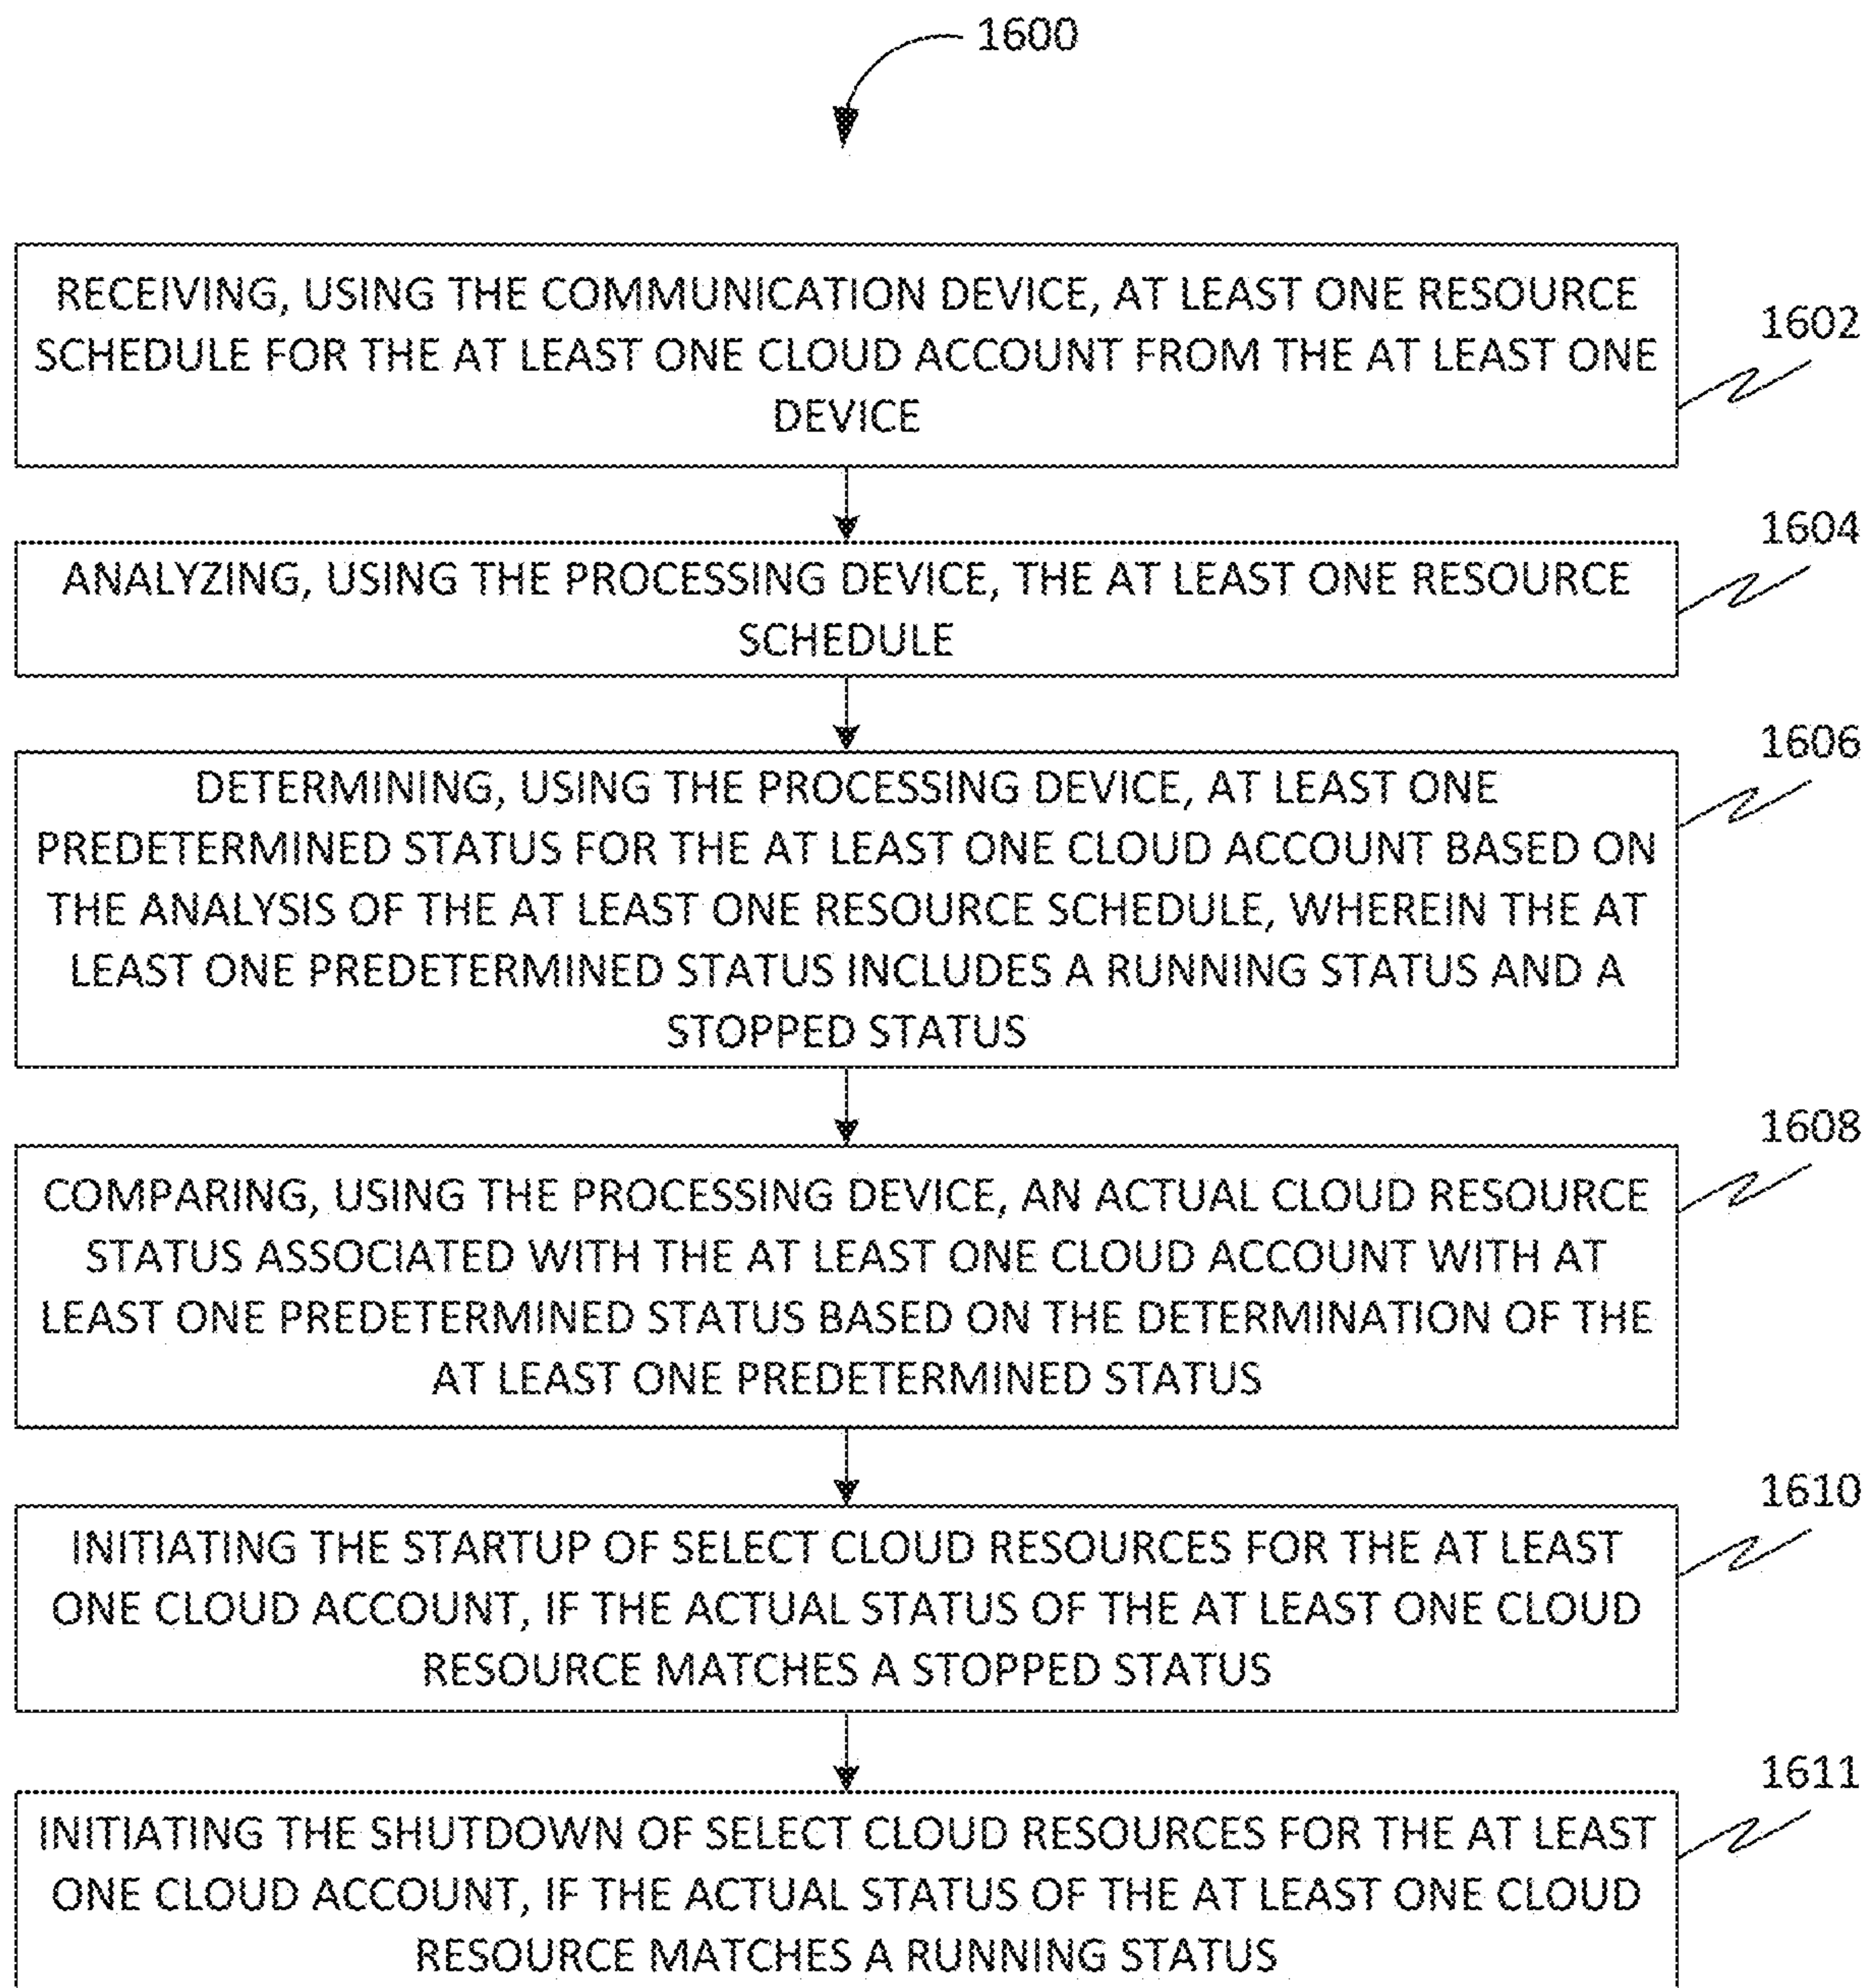 1600
RECEIVING, USING THE COMMUNICATION DEVICE, AT LEAST ONE RESOURCE
SCHEDULE FOR THE AT LEAST ONE CLOUD ACCOUNT FROM THE AT LEAST ONE
DEVICE
1602
ANALYZING, USING THE PROCESSING DEVICE, THE AT LEAST ONE RESOURCE
SCHEDULE
1604
DETERMINING, USING THE PROCESSING DEVICE, AT LEAST ONE
PREDETERMINED STATUS FOR THE AT LEAST ONE CLOUD ACCOUNT BASED ON
THE ANALYSIS OF THE AT LEAST ONE RESOURCE SCHEDULE, WHEREIN THE AT
LEAST ONE PREDETERMINED STATUS INCLUDES A RUNNING STATUS AND A
STOPPED STATUS
1606
COMPARING, USING THE PROCESSING DEVICE, AN ACTUAL CLOUD RESOURCE
STATUS ASSOCIATED WITH THE AT LEAST ONE CLOUD ACCOUNT WITH AT
LEAST ONE PREDETERMINED STATUS BASED ON THE DETERMINATION OF THE
AT LEAST ONE PREDETERMINED STATUS
1608
INITIATING THE STARTUP OF SELECT CLOUD RESOURCES FOR THE AT LEAST
ONE CLOUD ACCOUNT, IF THE ACTUAL STATUS OF THE AT LEAST ONE CLOUD
RESOURCE MATCHES A STOPPED STATUS
1610
INITIATING THE SHUTDOWN OF SELECT CLOUD RESOURCES FOR THE AT LEAST
ONE CLOUD ACCOUNT, IF THE ACTUAL STATUS OF THE AT LEAST ONE CLOUD
RESOURCE MATCHES A RUNNING STATUS
1611